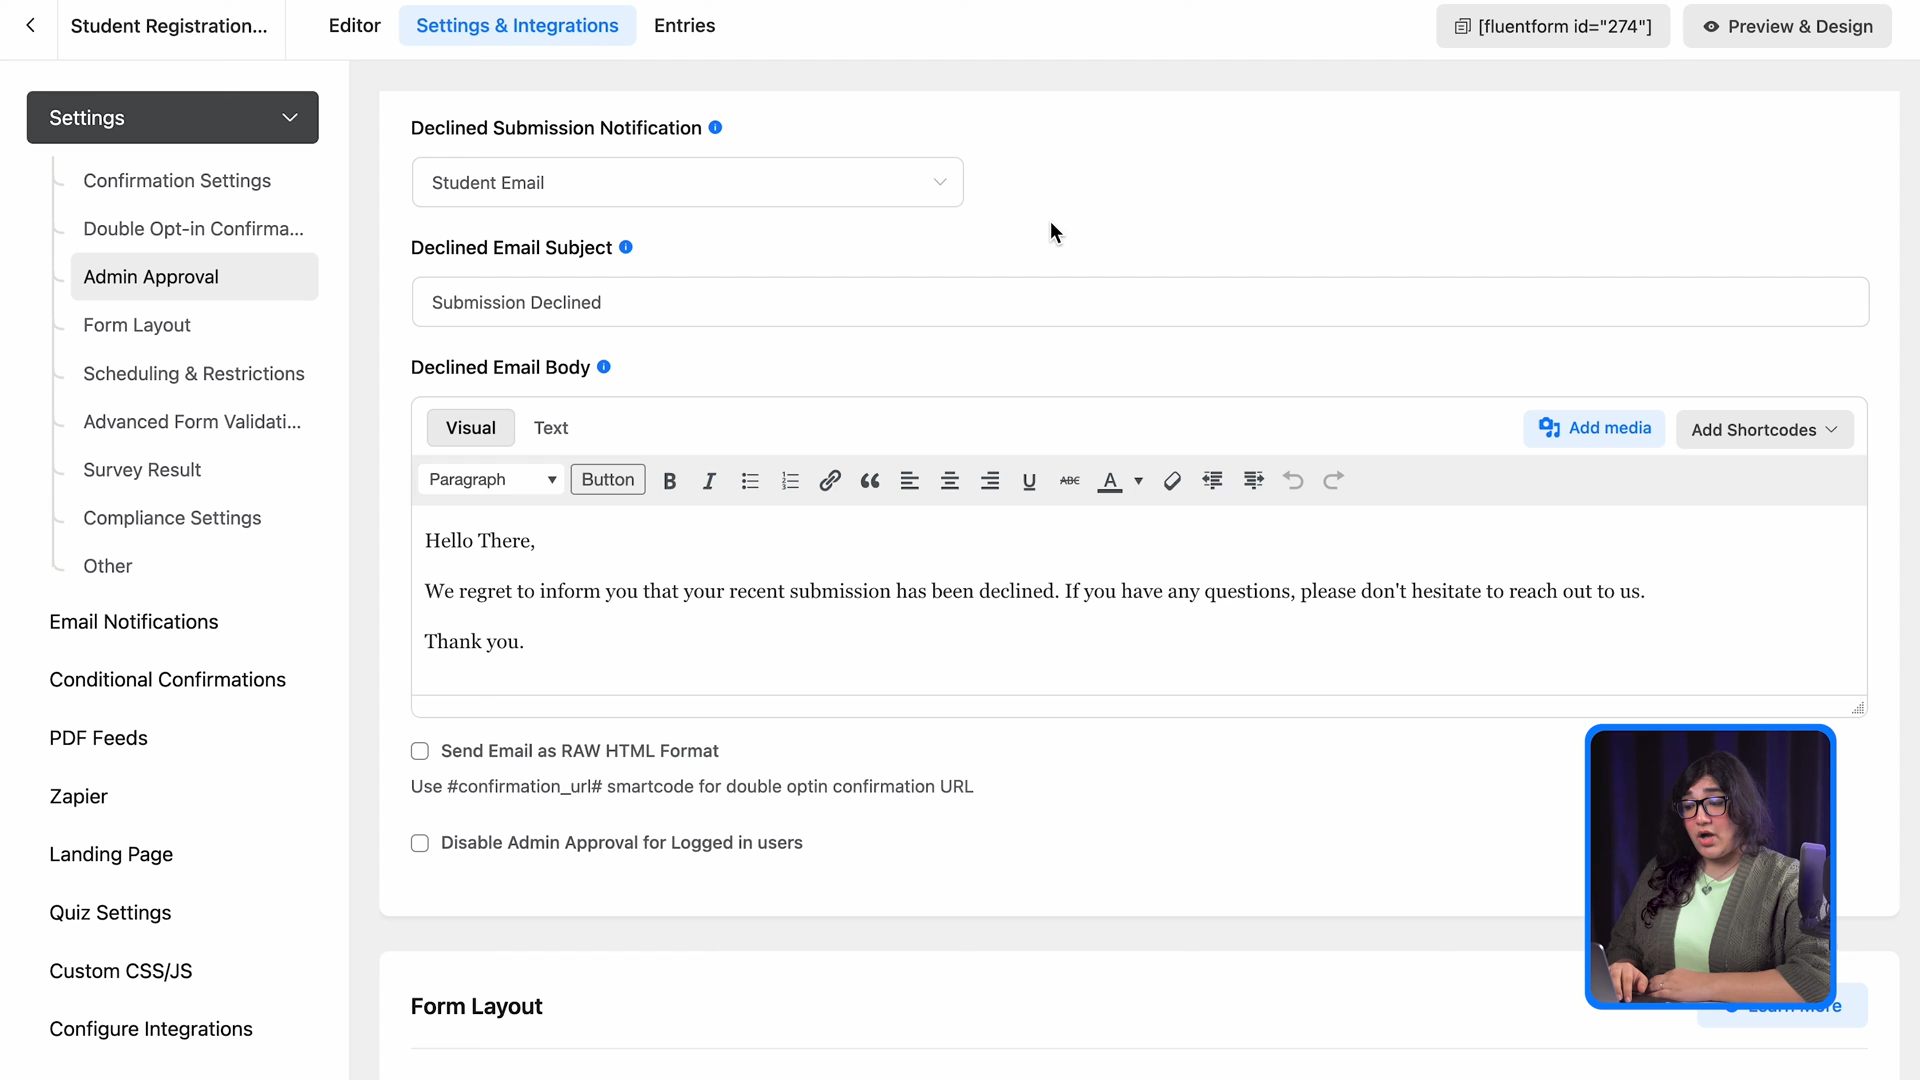 Student Registration...
Editor
Settings & Integrations
Entries
[fluentform id="274"]
Preview & Design
Settings
Confirmation Settings
Double Opt-in Confirma...
Admin Approval
Form Layout
Scheduling & Restrictions
Advanced Form Validati...
Survey Result
Compliance Settings
Other
Email Notifications
Conditional Confirmations
PDF Feeds
Zapier
Landing Page
Quiz Settings
Custom CSS/JS
Configure Integrations
Declined Submission Notification
Student Email
Declined Email Subject
Submission Declined
Declined Email Body
Visual
Text
Add media
Add Shortcodes
Paragraph
Button
B
I
U
ABC
A
Hello There,
We regret to inform you that your recent submission has been declined. If you have any questions, please don't hesitate to reach out to us.
Thank you.
Send Email as RAW HTML Format
Use #confirmation_url# smartcode for double optin confirmation URL
Disable Admin Approval for Logged in users
Form Layout
Learn More